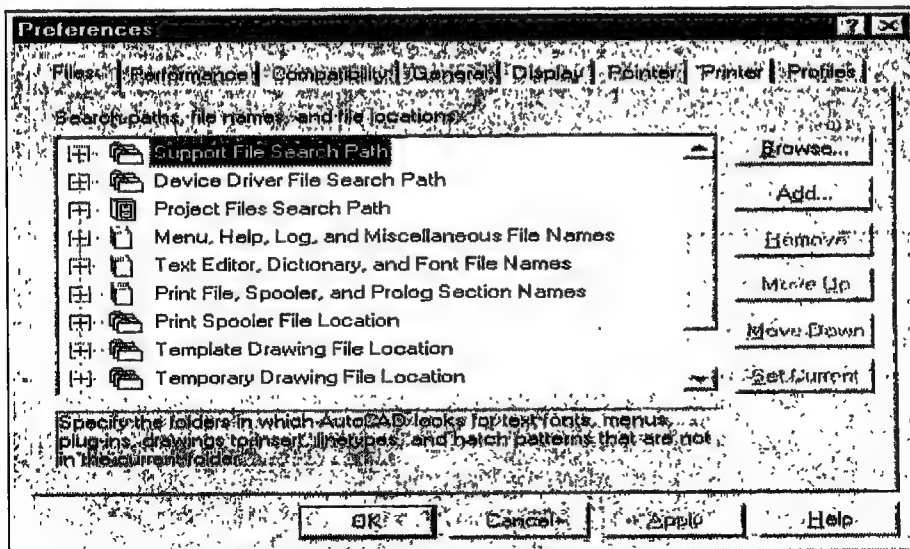 Preferences
Files Performance Compatibility General Display Pointer Printer Profiles
Search paths, file names, and file locations:
Support File Search Path
Device Driver File Search Path
Project Files Search Path
Menu, Help, Log, and Miscellaneous File Names
Text Editor, Dictionary, and Font File Names
Print File, Spooler, and Prolog Section Names
Print Spooler File Location
Template Drawing File Location
Temporary Drawing File Location
Browse...
Add...
Remove
Move Up
Move Down
Set Current
Specify the folders in which AutoCAD looks for text fonts, menus,
plug-ins, drawings to insert, linetypes, and hatch patterns that are not
in the current folder.
OK Cancel Apply Help